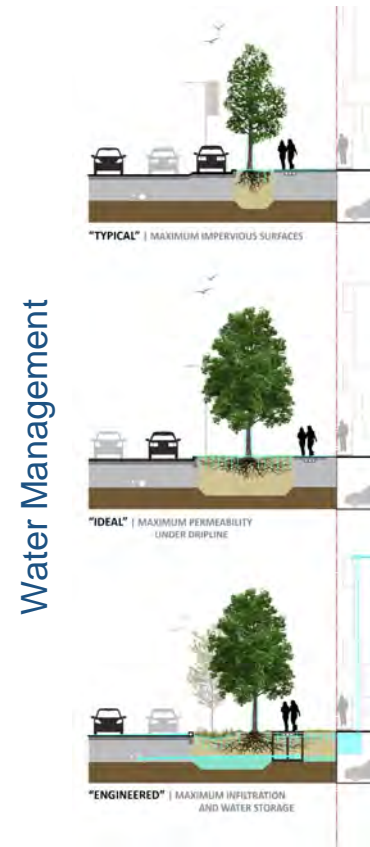 Water Management
"TYPICAL" | MAXIMUM IMPERVIOUS SURFACES
"IDEAL" | MAXIMUM PERMEABILITY
UNDER DRIPLINE
"ENGINEERED" | MAXIMUM INFILTRATION
AND WATER STORAGE